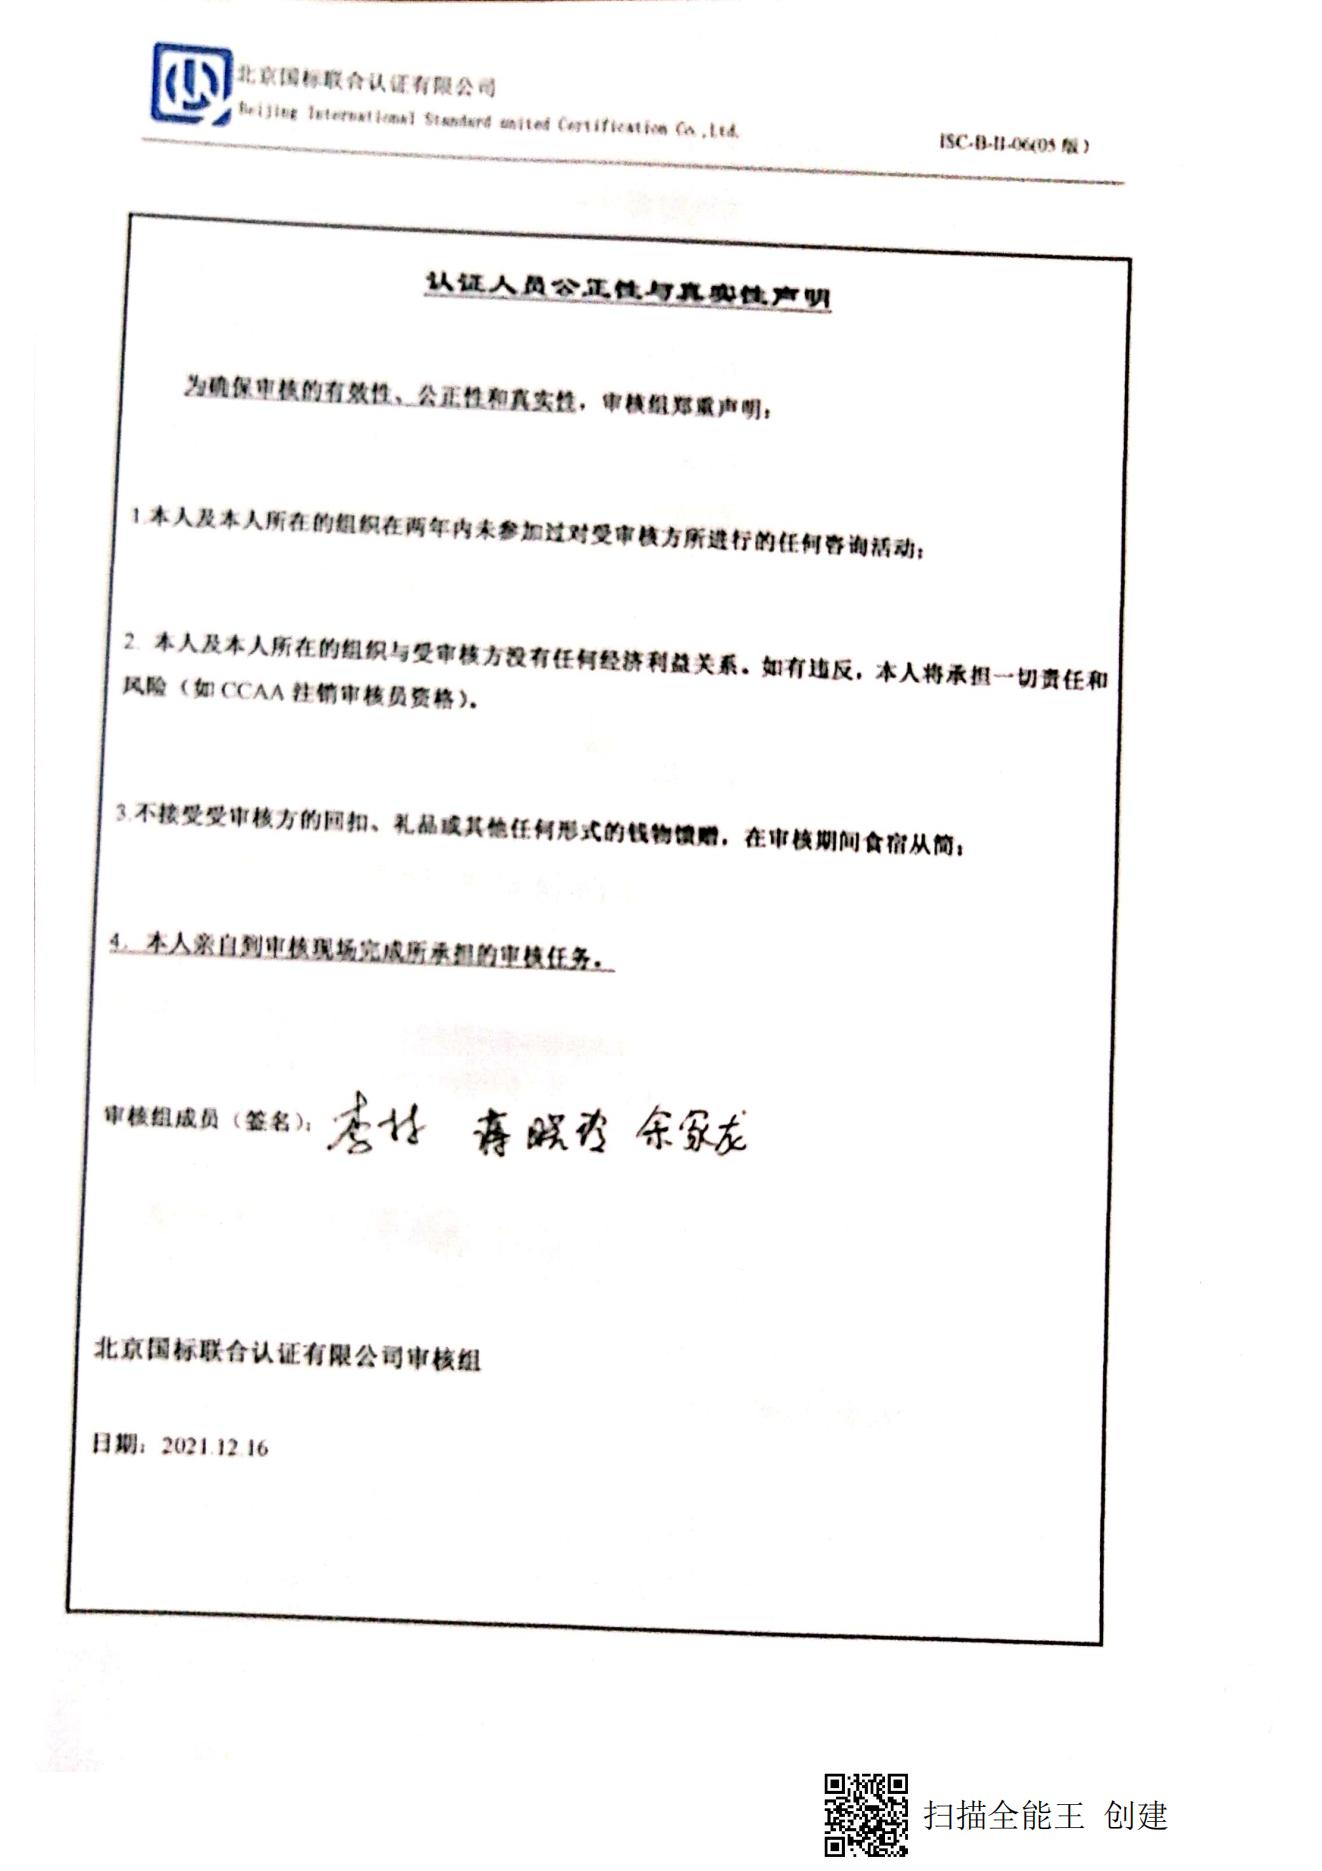 北京国标联合认证有限公司
Beijing International Standard united Certification Co.,Ltd.
ISC-B-II-06(05版)
认证人员公正性与真实性声明
为确保审核的有效性、公正性和真实性，审核组郑重声明：
1.本人及本人所在的组织在两年内未参加过对受审核方所进行的任何咨询活动；
2. 本人及本人所在的组织与受审核方没有任何经济利益关系。如有违反，本人将承担一切责任和
风险（如CCAA注销审核员资格）。
3.不接受受审核方的回扣、礼品或其他任何形式的钱物馈赠，在审核期间食宿从简；
4. 本人亲自到审核现场完成所承担的审核任务。
审核组成员（签名）： 余家龙
北京国标联合认证有限公司审核组
日期：2021.12.16
扫描全能王 创建